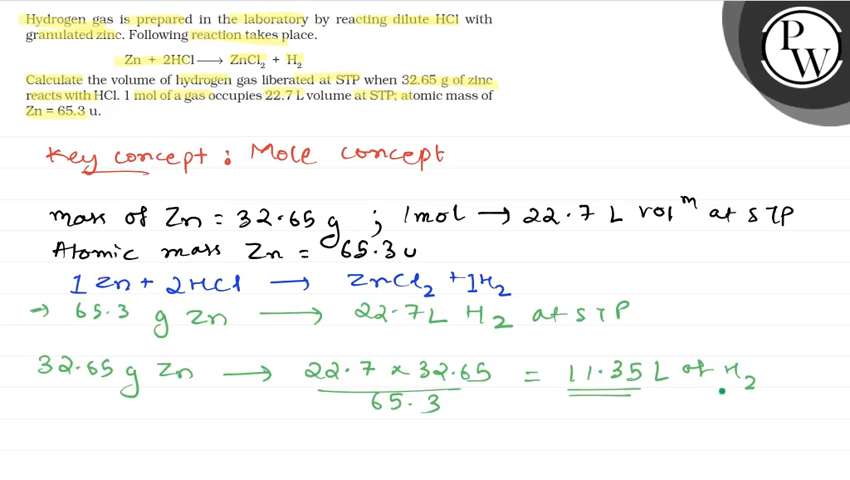 Hydrogen gas is prepared in the laboratory by reacting dilute HCl with
granulated zinc. Following reaction takes place.
Zn + 2HCl ⟶ ZnCl₂ + H₂
Calculate the volume of hydrogen gas liberated at STP when 32.65 g of zinc
reacts with HCl. 1 mol of a gas occupies 22.7 L volume at STP; atomic mass of
Zn = 65.3 u.
P
W
Key concept : Mole concept
mass of Zn = 32.65 g ; 1mol → 22.7 L volᵐ at STP
Atomic mass Zn = 65.3 u
1 Zn + 2HCl ⟶ ZnCl₂ + 1H₂
→ 65.3 g Zn ⟶ 22.7 L H₂ at STP
32.65 g Zn ⟶ 22.7 × 32.65 / 65.3 = 11.35 L of H₂